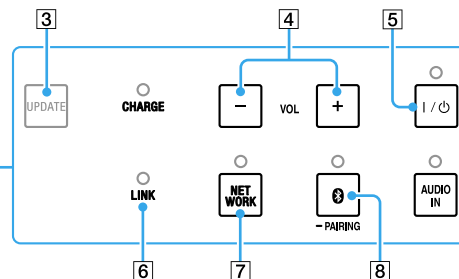 3 4 5
UPDATE CHARGE − VOL + I / ⏻
LINK NET WORK − PAIRING AUDIO IN
6 7 8